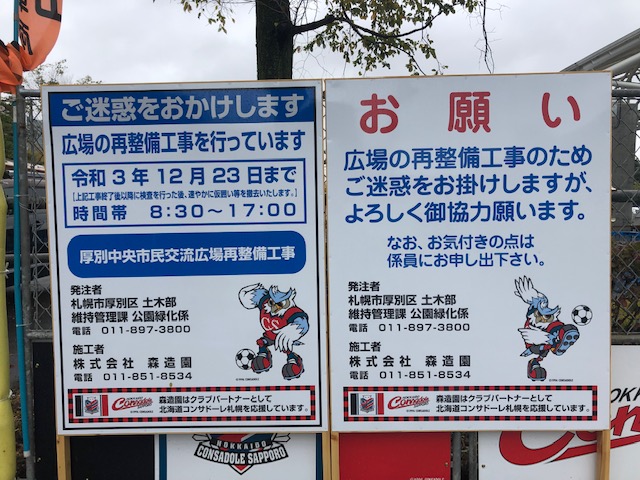 ご迷惑をおかけします
広場の再整備工事を行っています
令和3年12月23日まで
[上記工事終了後以降に検査を行った後、速やかに仮囲い等を撤去いたします。]
時間帯 8:30~17:00
厚別中央市民交流広場再整備工事
発注者
札幌市厚別区 土木部
維持管理課 公園緑化係
電話 011-897-3800
施工者
株式会社 森造園
電話 011-851-8534
CS
Consadole
森造園はクラブパートナーとして
北海道コンサドーレ札幌を応援しています。
お願い
広場の再整備工事のため
ご迷惑をお掛けしますが、
よろしく御協力願います。
なお、お気付きの点は
係員にお申し出下さい。
発注者
札幌市厚別区 土木部
維持管理課 公園緑化係
電話 011-897-3800
施工者
株式会社 森造園
電話 011-851-8534
Consadole
森造園はクラブパートナーとして
北海道コンサドーレ札幌を応援しています。
HOKKAIDO
CONSADOLE SAPPORO